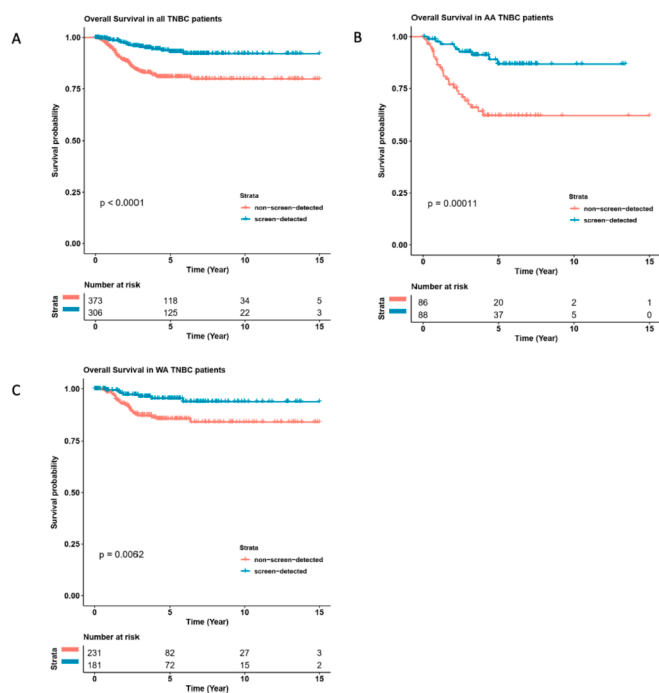 A
Overall Survival in all TNBC patients
Survival probability
1.00
0.75
0.50
0.25
0.00
p < 0.0001
Strata
non-screen-detected
screen-detected
0 5 10 15
Time (Year)
Number at risk
Strata
373 118 34 5
306 125 22 3
0 5 10 15
Time (Year)
B
Overall Survival in AA TNBC patients
Survival probability
1.00
0.75
0.50
0.25
0.00
p = 0.00011
Strata
non-screen-detected
screen-detected
0 5 10 15
Time (Year)
Number at risk
Strata
86 20 2 1
88 37 5 0
0 5 10 15
Time (Year)
C
Overall Survival in WA TNBC patients
Survival probability
1.00
0.75
0.50
0.25
0.00
p = 0.0062
Strata
non-screen-detected
screen-detected
0 5 10 15
Time (Year)
Number at risk
Strata
231 82 27 3
181 72 15 2
0 5 10 15
Time (Year)